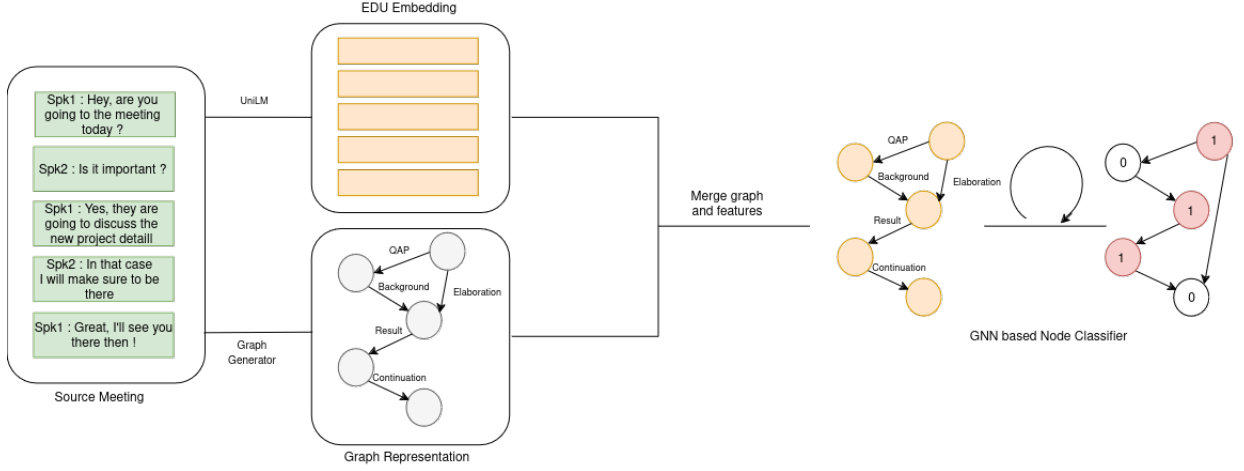 EDU Embedding
Spk1 : Hey, are you
going to the meeting
today ?
Spk2 : Is it important ?
Spk1 : Yes, they are
going to discuss the
new project detaill
Spk2 : In that case
I will make sure to be
there
Spk1 : Great, I'll see you
there then !
Source Meeting
UniLM
Graph
Generator
QAP
Background
Elaboration
Result
Continuation
Graph Representation
Merge graph
and features
QAP
Background
Elaboration
Result
Continuation
1
0
1
1
0
GNN based Node Classifier